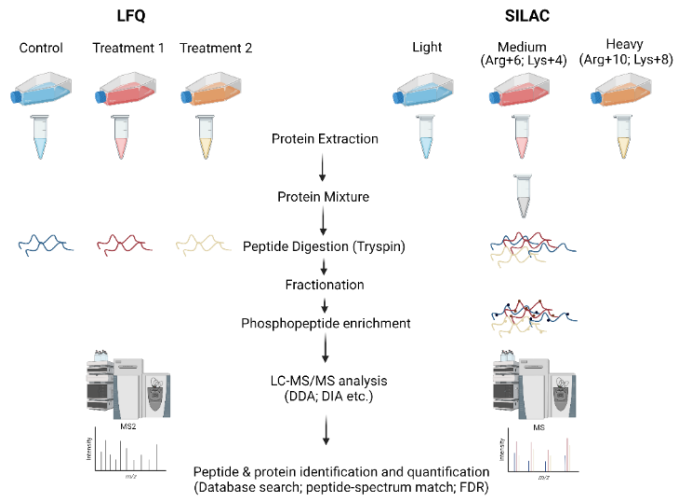 LFQ
SILAC
Control
Treatment 1
Treatment 2
Light
Medium
(Arg+6; Lys+4)
Heavy
(Arg+10; Lys+8)
Protein Extraction
Protein Mixture
Peptide Digestion (Tryspin)
Fractionation
Phosphopeptide enrichment
LC-MS/MS analysis
(DDA; DIA etc.)
MS2
Intensity
m/z
MS
Intensity
m/z
Peptide & protein identification and quantification
(Database search; peptide-spectrum match; FDR)